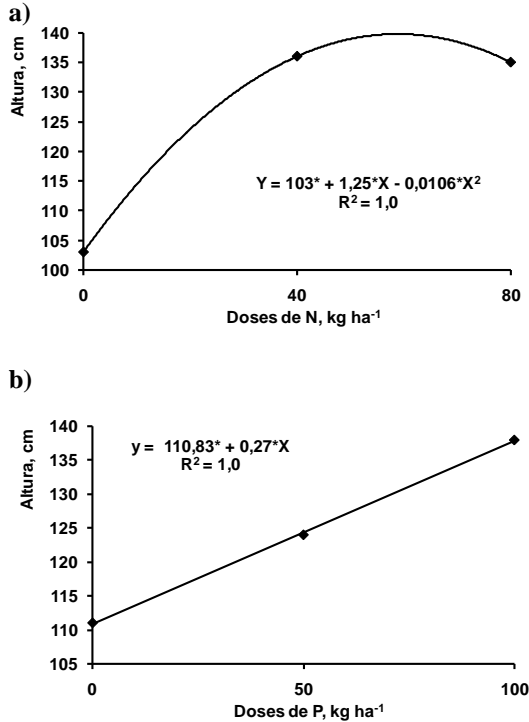 a)
Altura, cm
140
135
130
125
120
115
110
105
100
Y = 103* + 1,25*X - 0,0106*X²
R² = 1,0
0 40 80
Doses de N, kg ha⁻¹
b)
Altura, cm
140
135
130
125
120
115
110
105
y = 110,83* + 0,27*X
R² = 1,0
0 50 100
Doses de P, kg ha⁻¹